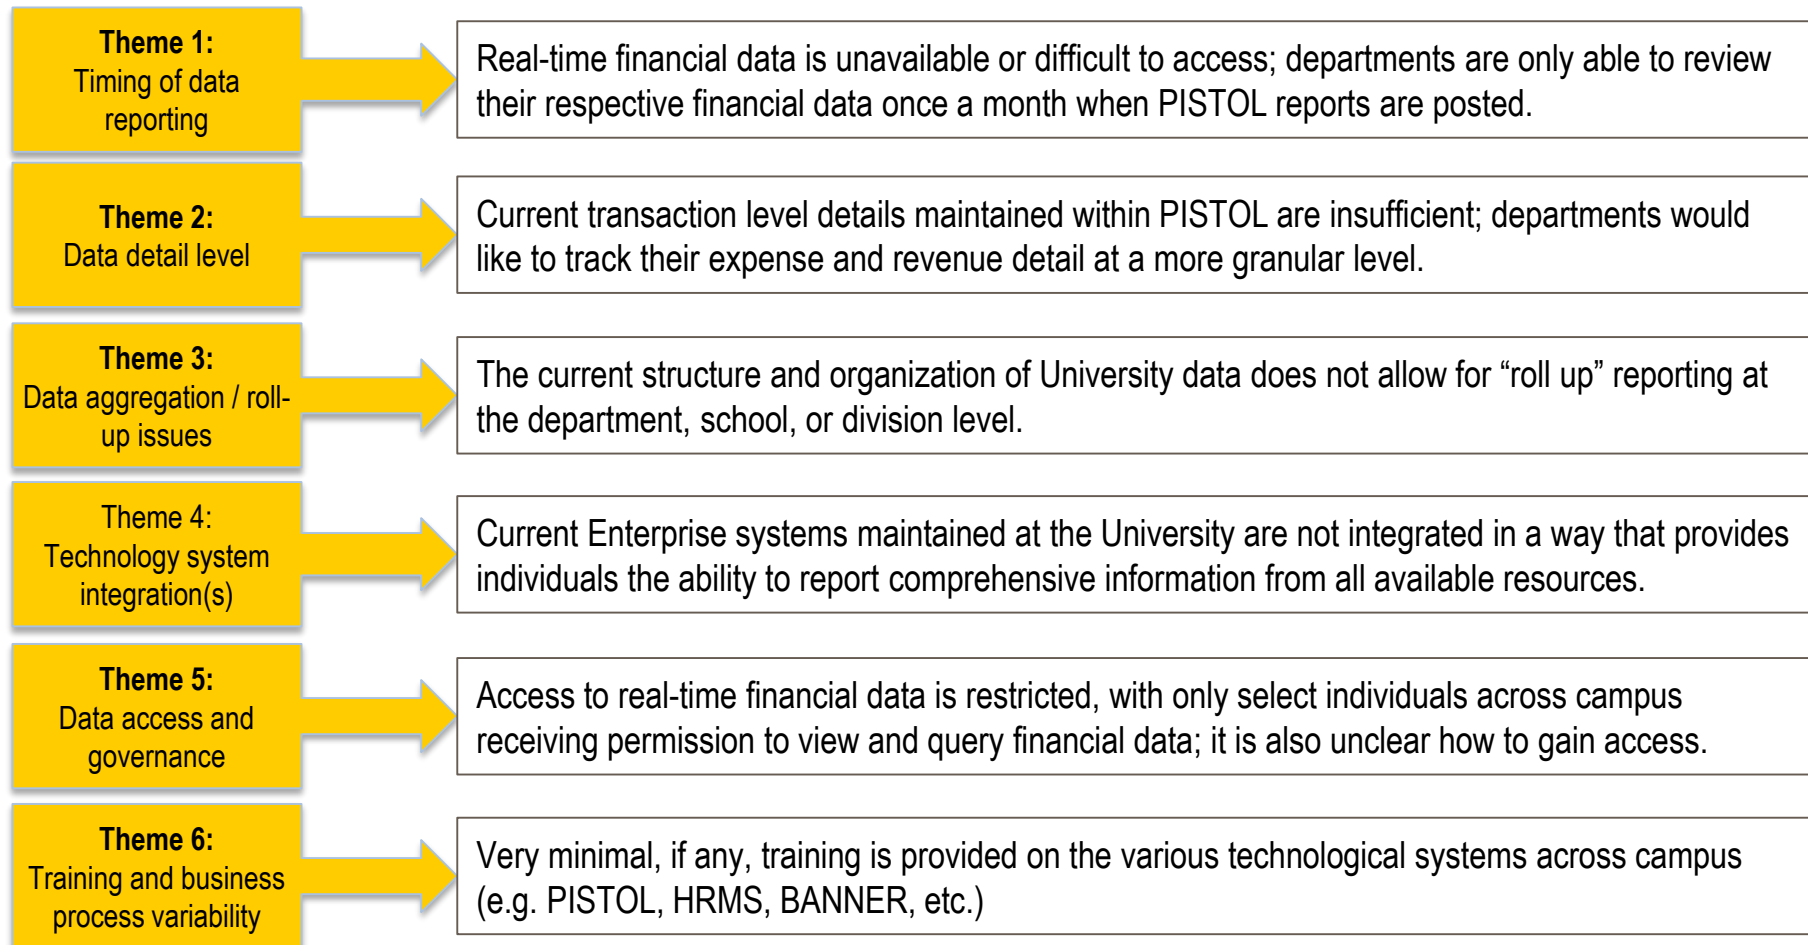 Theme 1:
Timing of data
reporting
Real-time financial data is unavailable or difficult to access; departments are only able to review
their respective financial data once a month when PISTOL reports are posted.
Theme 2:
Data detail level
Current transaction level details maintained within PISTOL are insufficient; departments would
like to track their expense and revenue detail at a more granular level.
Theme 3:
Data aggregation / roll-
up issues
The current structure and organization of University data does not allow for “roll up” reporting at
the department, school, or division level.
Theme 4:
Technology system
integration(s)
Current Enterprise systems maintained at the University are not integrated in a way that provides
individuals the ability to report comprehensive information from all available resources.
Theme 5:
Data access and
governance
Access to real-time financial data is restricted, with only select individuals across campus
receiving permission to view and query financial data; it is also unclear how to gain access.
Theme 6:
Training and business
process variability
Very minimal, if any, training is provided on the various technological systems across campus
(e.g. PISTOL, HRMS, BANNER, etc.)